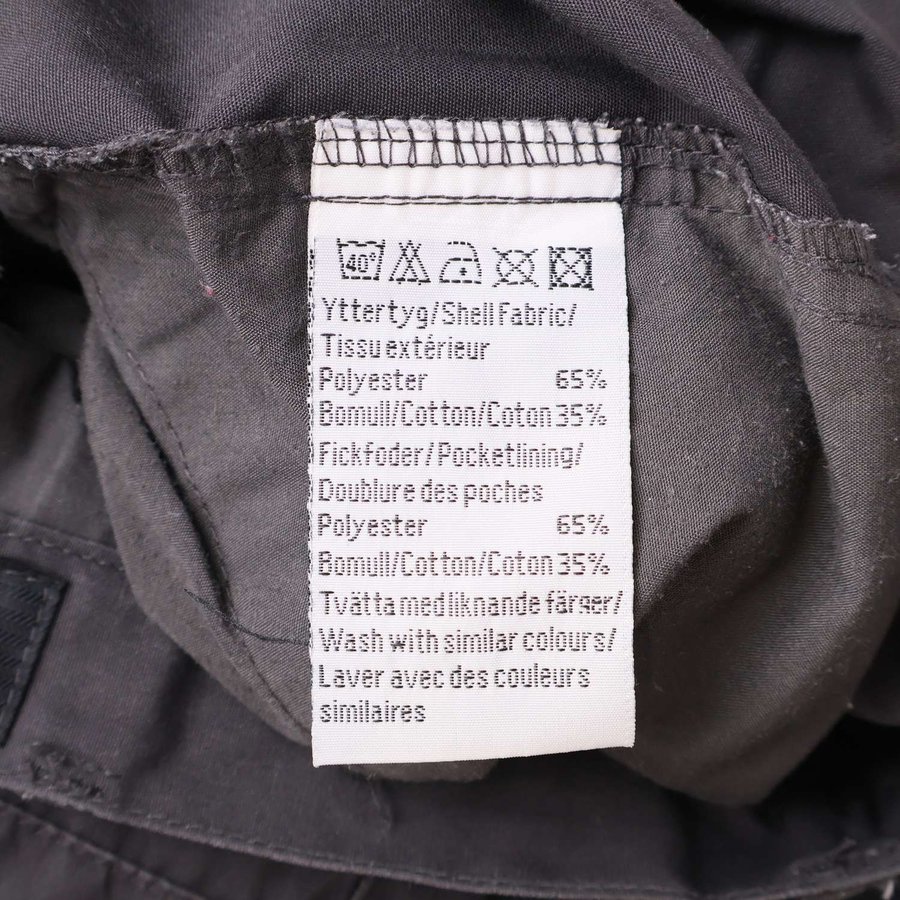 40°
Yttertyg/Shell Fabric/
Tissu extérieur
Polyester 65%
Bomull/Cotton/Coton 35%
Fickfoder/Pocketlining/
Doublure des poches
Polyester 65%
Bomull/Cotton/Coton 35%
Tvätta med liknande färger/
Wash with similar colours/
Laver avec des couleurs
similaires